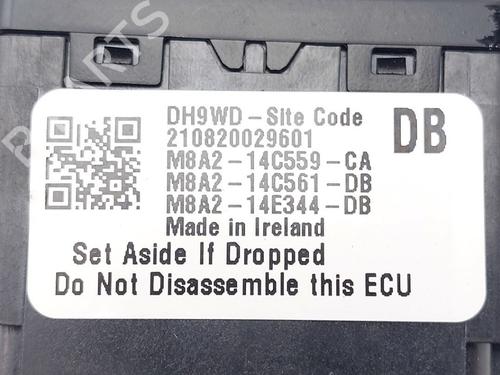 DH9WD-Site Code
210820029601
M8A2-14C559-CA
M8A2-14C561-DB
M8A2-14E344-DB
Made in Ireland
DB
Set Aside If Dropped
Do Not Disassemble this ECU